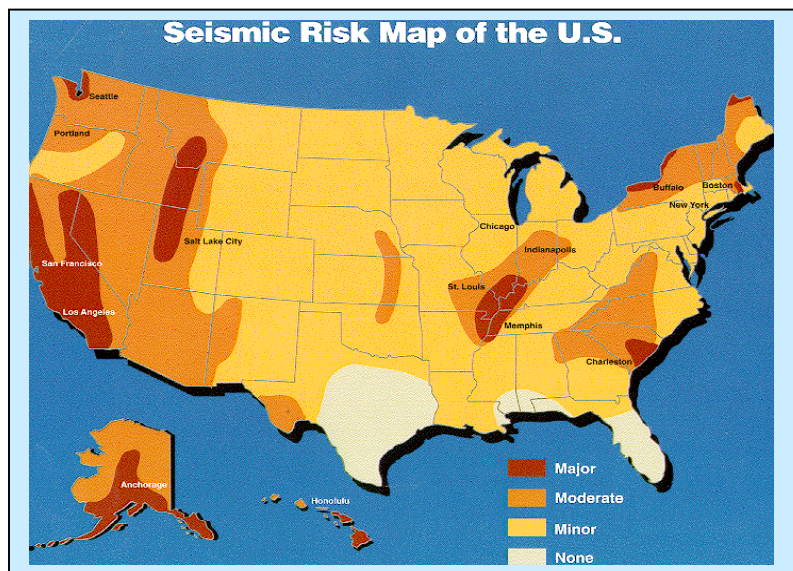 Seismic Risk Map of the U.S.
Seattle
Portland
Buffalo
Boston
New York
Chicago
Salt Lake City
Indianapolis
San Francisco
St. Louis
Los Angeles
Memphis
Charleston
Anchorage
Honolulu
Major
Moderate
Minor
None